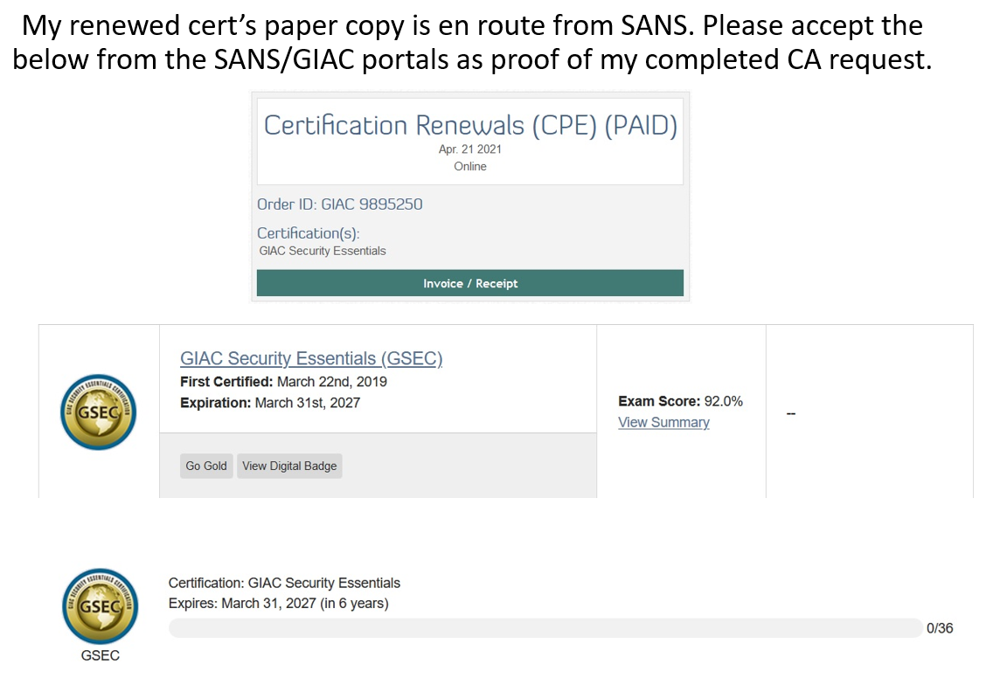 My renewed cert’s paper copy is en route from SANS. Please accept the
below from the SANS/GIAC portals as proof of my completed CA request.
Certification Renewals (CPE) (PAID)
Apr. 21 2021
Online
Order ID: GIAC 9895250
Certification(s):
GIAC Security Essentials
Invoice / Receipt
GSEC
GIAC Security Essentials (GSEC)
First Certified: March 22nd, 2019
Expiration: March 31st, 2027
Go Gold
View Digital Badge
Exam Score: 92.0%
View Summary
--
GSEC
GSEC
Certification: GIAC Security Essentials
Expires: March 31, 2027 (in 6 years)
0/36